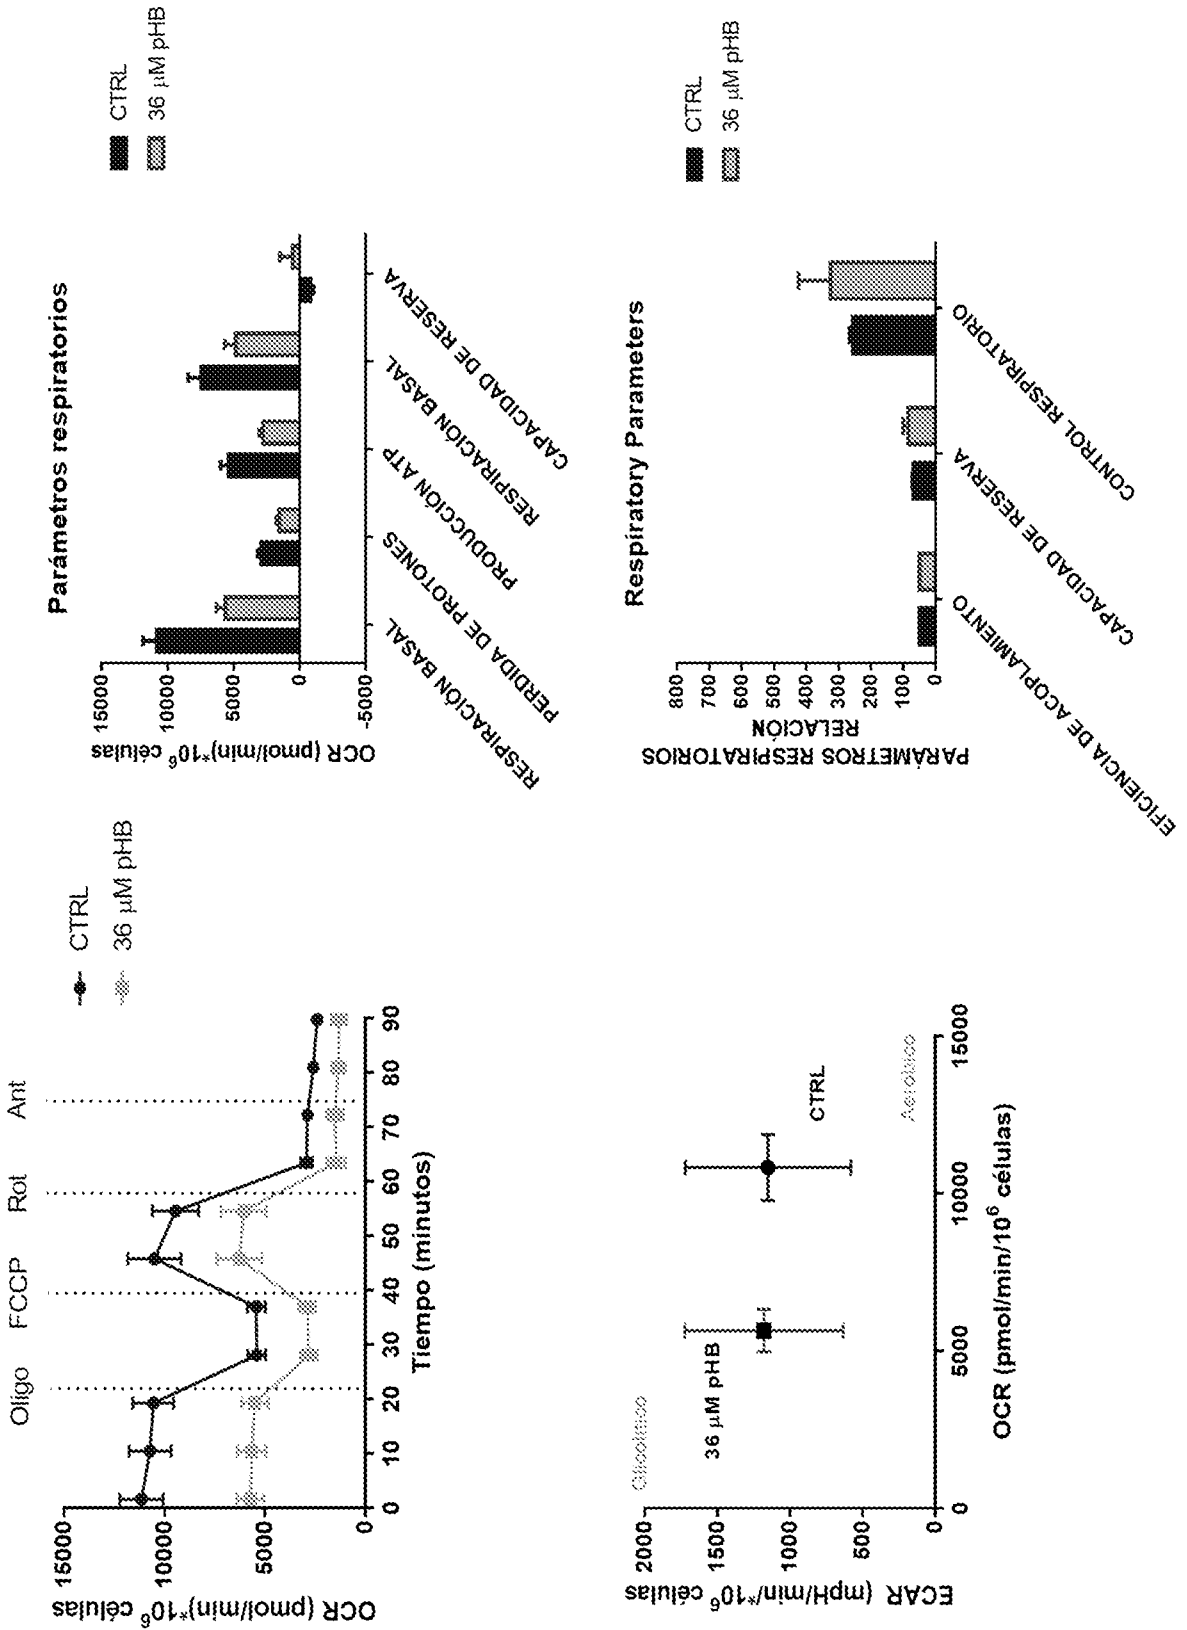 Oligo FCCP Rot Ant
CTRL
36 µM pHB
OCR (pmol/min)*10⁶ células
15000
10000
5000
0
0 10 20 30 40 50 60 70 80 90
Tiempo (minutos)
Parámetros respiratorios
CTRL
36 µM pHB
OCR (pmol/min)*10⁶ células
15000
10000
5000
0
-5000
RESPIRACIÓN BASAL
PERDIDA DE PROTONES
PRODUCCIÓN ATP
RESPIRACIÓN BASAL
CAPACIDAD DE RESERVA
ECAR (mpH/min/*10⁶ células
2000
1500
1000
500
0
Glicolítico
36 µM pHB
CTRL
Aerobico
0 5000 10000 15000
OCR (pmol/min/10⁶ células)
Respiratory Parameters
CTRL
36 µM pHB
PARÁMETROS RESPIRATORIOS
RELACIÓN
800
700
600
500
400
300
200
100
0
EFICIENCIA DE ACOPLAMIENTO
CAPACIDAD DE RESERVA
CONTROL RESPIRATORIO